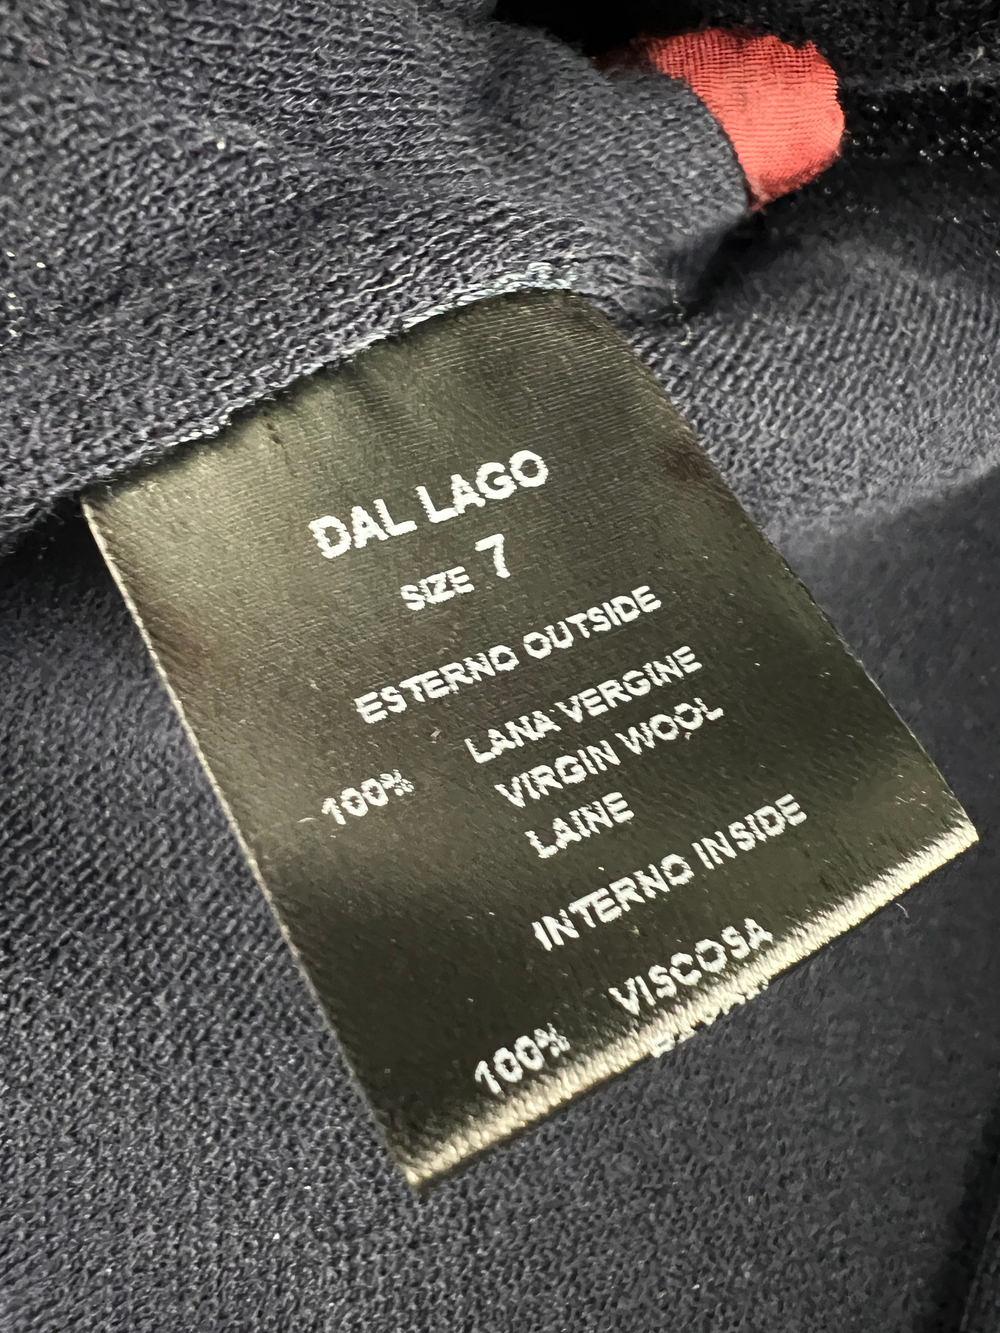 DAL LAGO
SIZE 7
ESTERNO OUTSIDE
LANA VERGINE
100% VIRGIN WOOL
LAINE
INTERNO INSIDE
100% VISCOSA